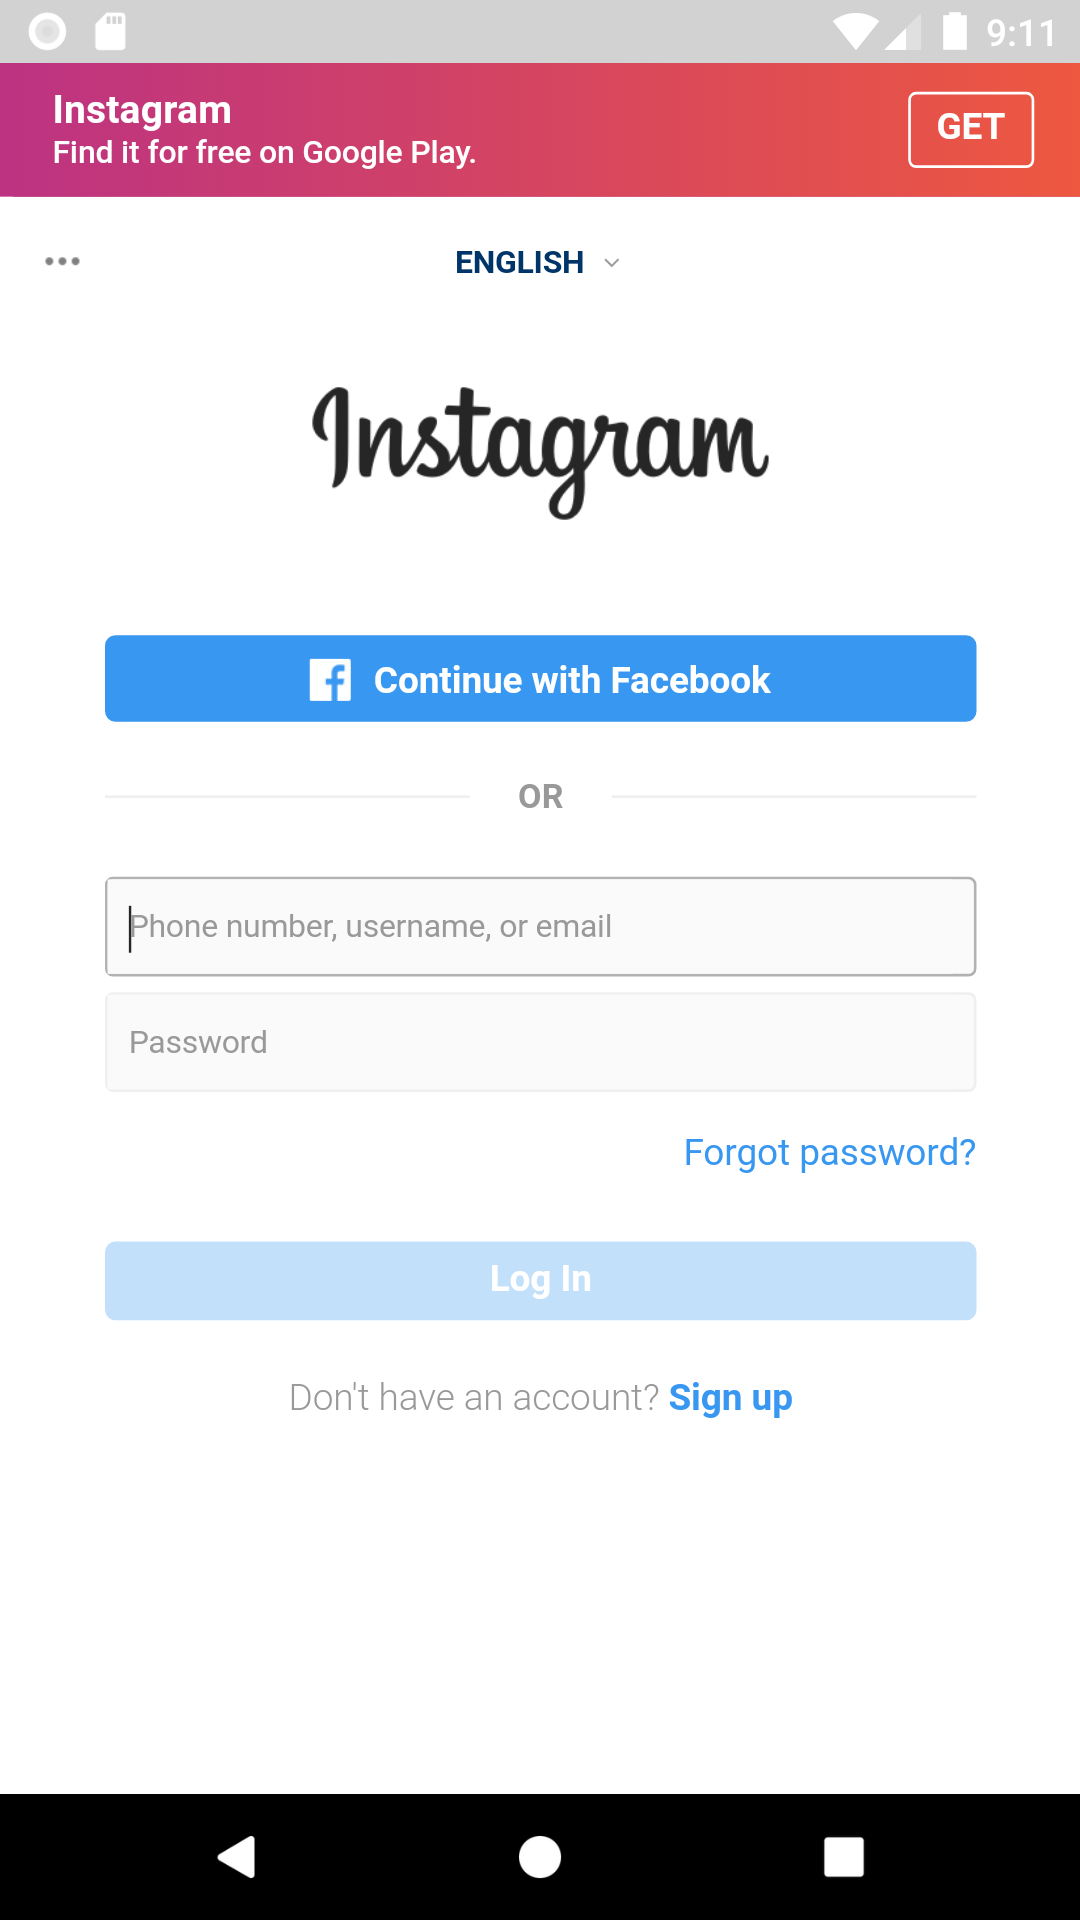 9:11
Instagram
Find it for free on Google Play.
GET
ENGLISH
Instagram
Continue with Facebook
OR
Phone number, username, or email
Password
Forgot password?
Log In
Don't have an account? Sign up